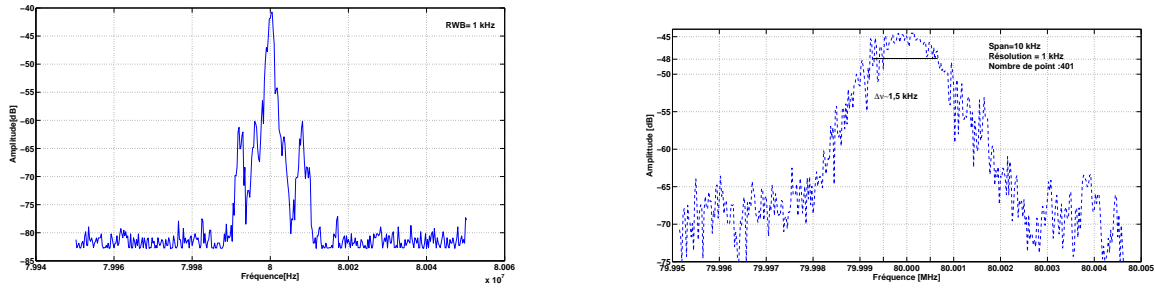 −40
−45
−50
−55
−60
−65
−70
−75
−80
−85
Amplitude[dB]
RWB= 1 kHz
7.994 7.996 7.998 8 8.002 8.004 8.006
x 10⁷
Fréquence[Hz]
−45
−48
−50
−55
−60
−65
−70
−75
Amplittude [dB]
Span=10 kHz
Résolution = 1 kHz
Nombre de point :401
Δν~1,5 kHz
79.995 79.996 79.997 79.998 79.999 80.000 80.001 80.002 80.003 80.004 80.005
Fréquence [MHz]